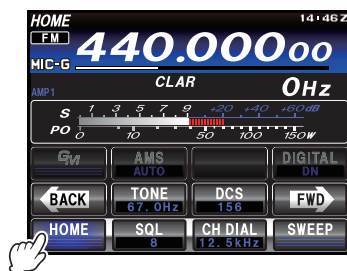 HOME 14:46Z
FM 440.00000
MIC-G
CLAR 0Hz
AMP1
S 1 3 5 7 9 +20 +40 +60dB
PO 0 10 50 100 150W
GM AMS AUTO DIGITAL DN
BACK TONE 67.0Hz DCS 156 FWD
HOME SQL 8 CH DIAL 12.5kHz SWEEP